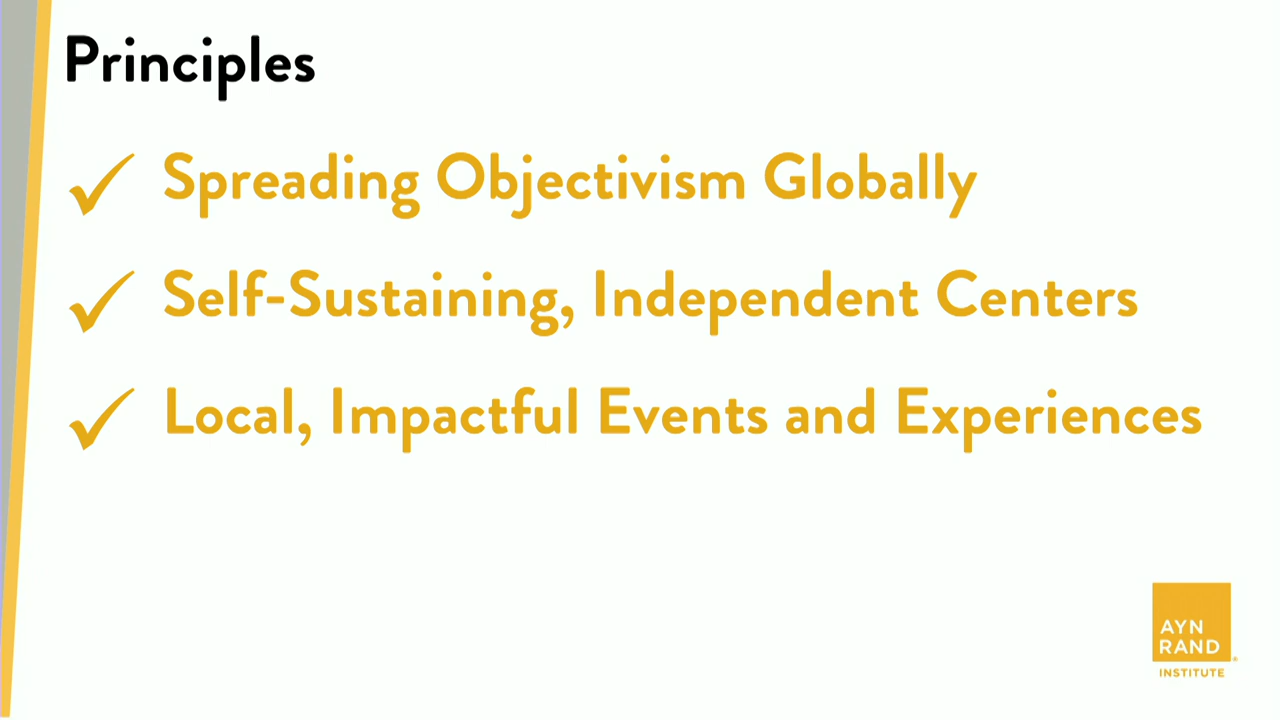 Principles
Spreading Objectivism Globally
Self-Sustaining, Independent Centers
Local, Impactful Events and Experiences
AYN
RAND
INSTITUTE